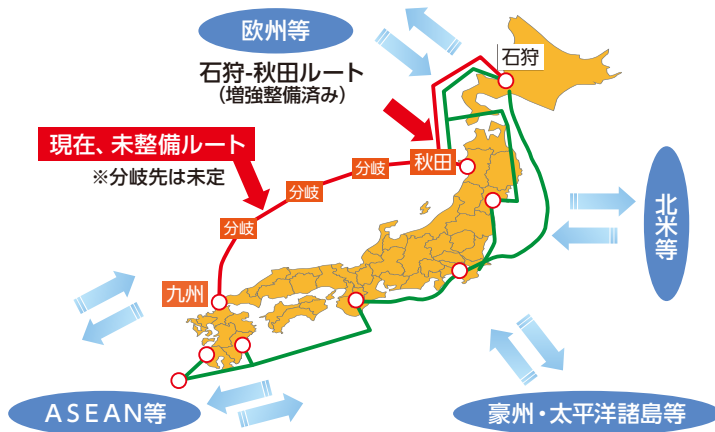 欧州等
石狩
石狩-秋田ルート
（増強整備済み）
現在、未整備ルート
※分岐先は未定
秋田
分岐
分岐
分岐
北米等
九州
ASEAN等
豪州・太平洋諸島等